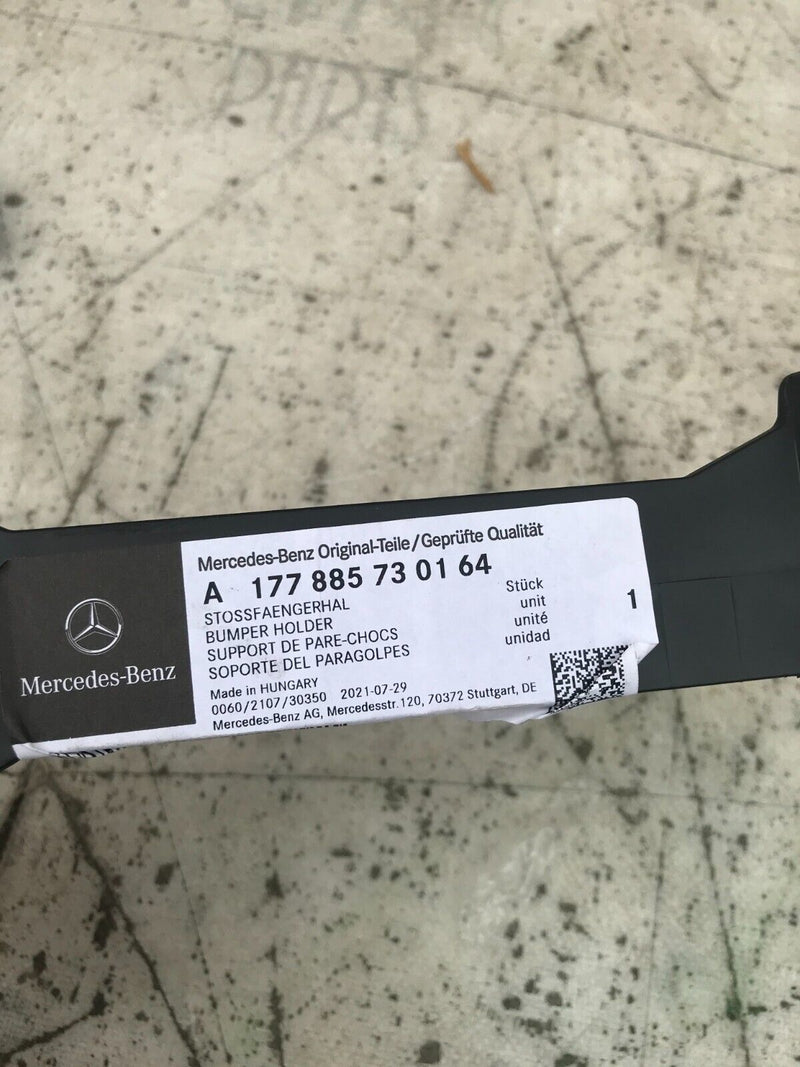 PARTS
Mercedes-Benz
Mercedes-Benz Original-Teile/Geprüfte Qualität
A 177 885 73 01 64
STOSSFAENGERHAL
BUMPER HOLDER
SUPPORT DE PARE-CHOCS
SOPORTE DEL PARAGOLPES
Stück
unit
unité
unidad
1
Made in HUNGARY
0060/2107/30350 2021-07-29
Mercedes-Benz AG, Mercedesstr.120, 70372 Stuttgart, DE